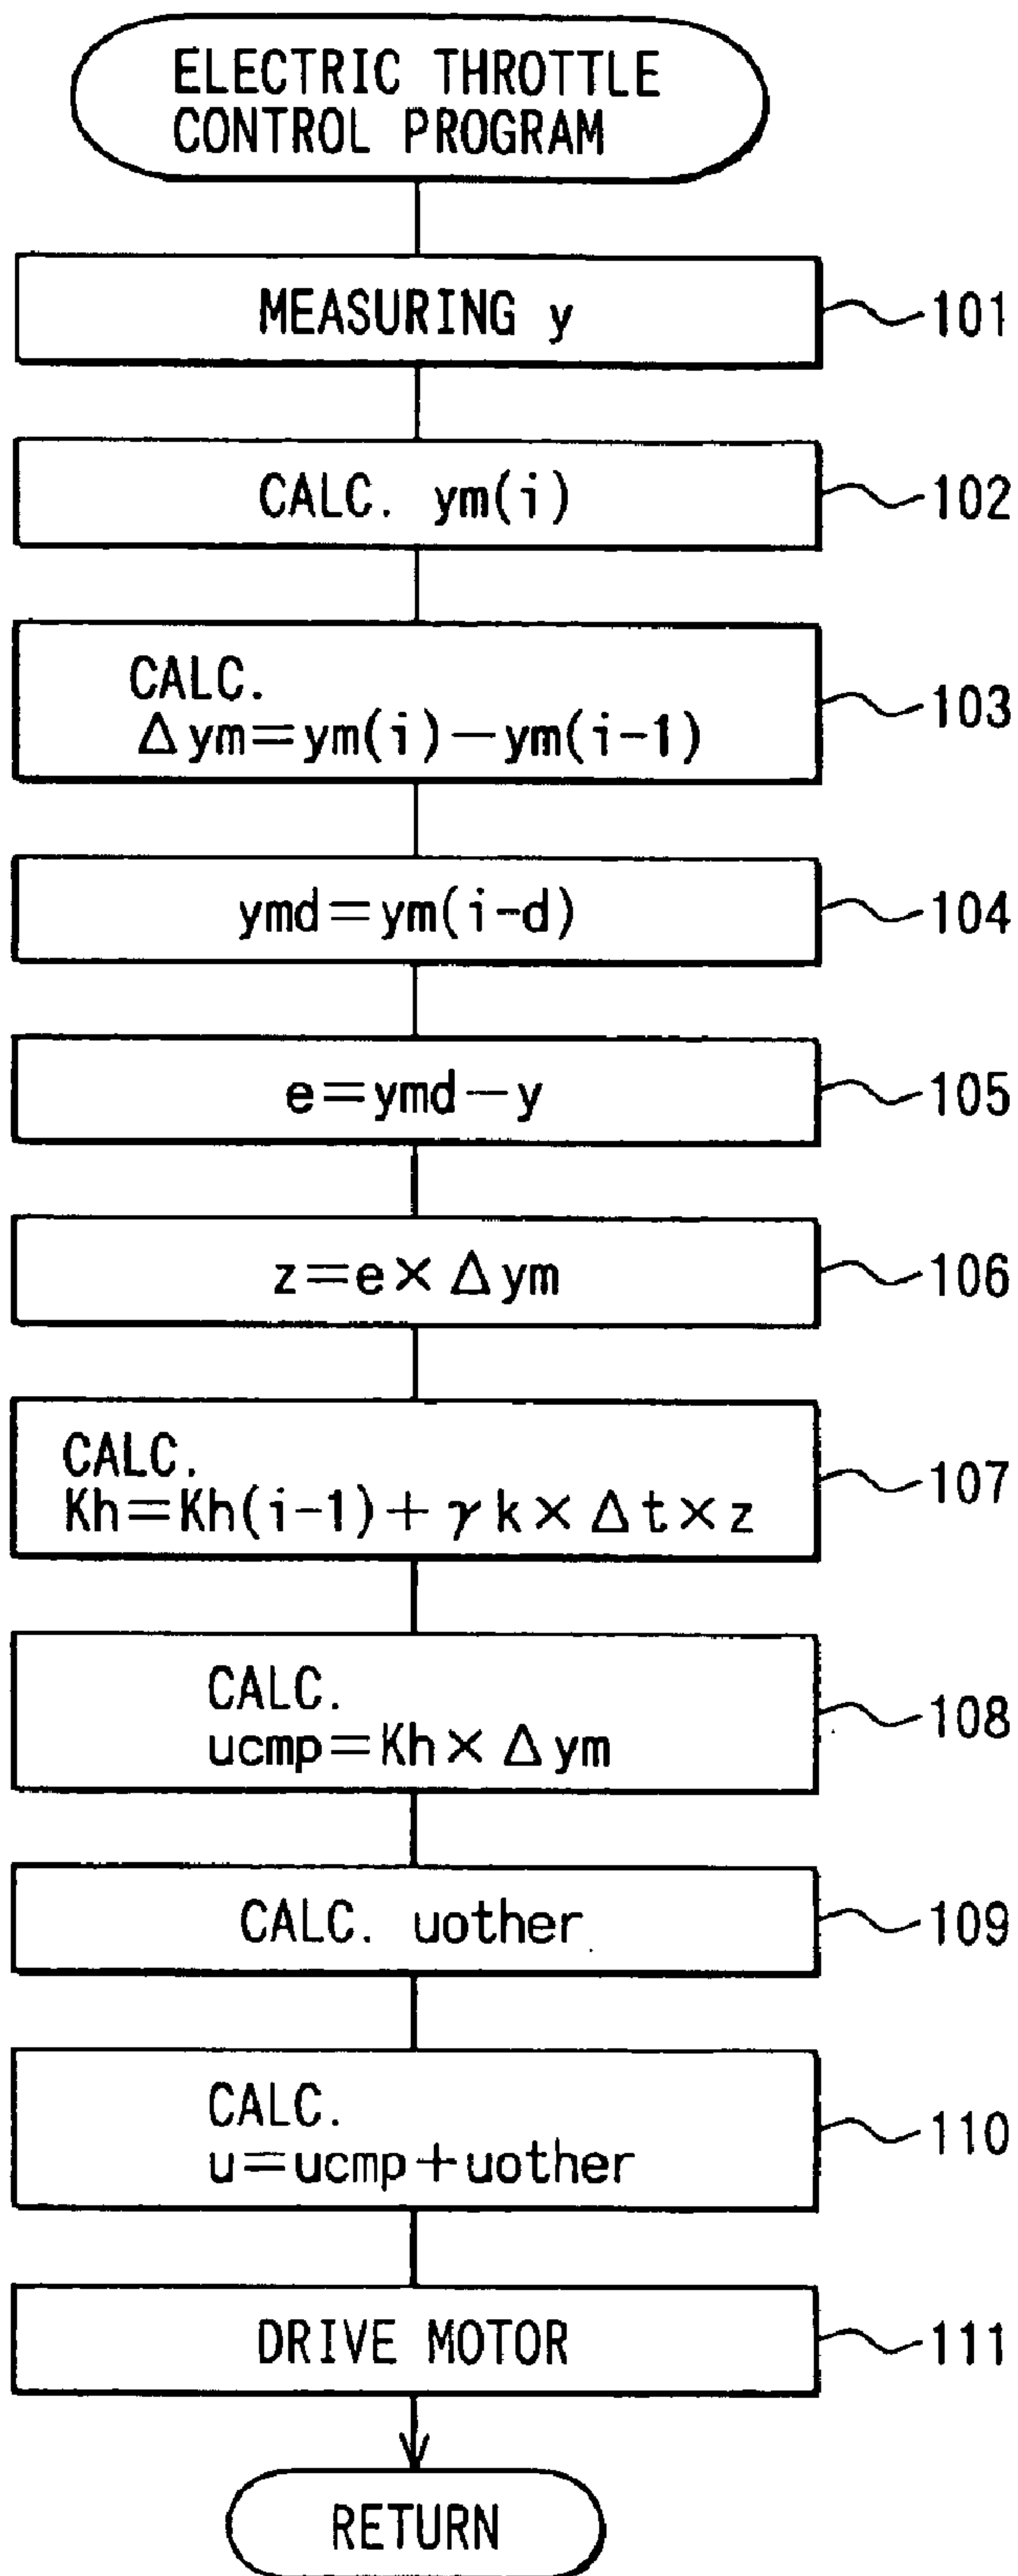 ELECTRIC THROTTLE
CONTROL PROGRAM
MEASURING y
101
CALC. ym(i)
102
CALC.
Δym=ym(i)−ym(i-1)
103
ymd=ym(i-d)
104
e=ymd−y
105
z=e×Δym
106
CALC.
Kh=Kh(i-1)+γk×Δt×z
107
CALC.
ucmp=Kh×Δym
108
CALC. uother
109
CALC.
u=ucmp+uother
110
DRIVE MOTOR
111
RETURN